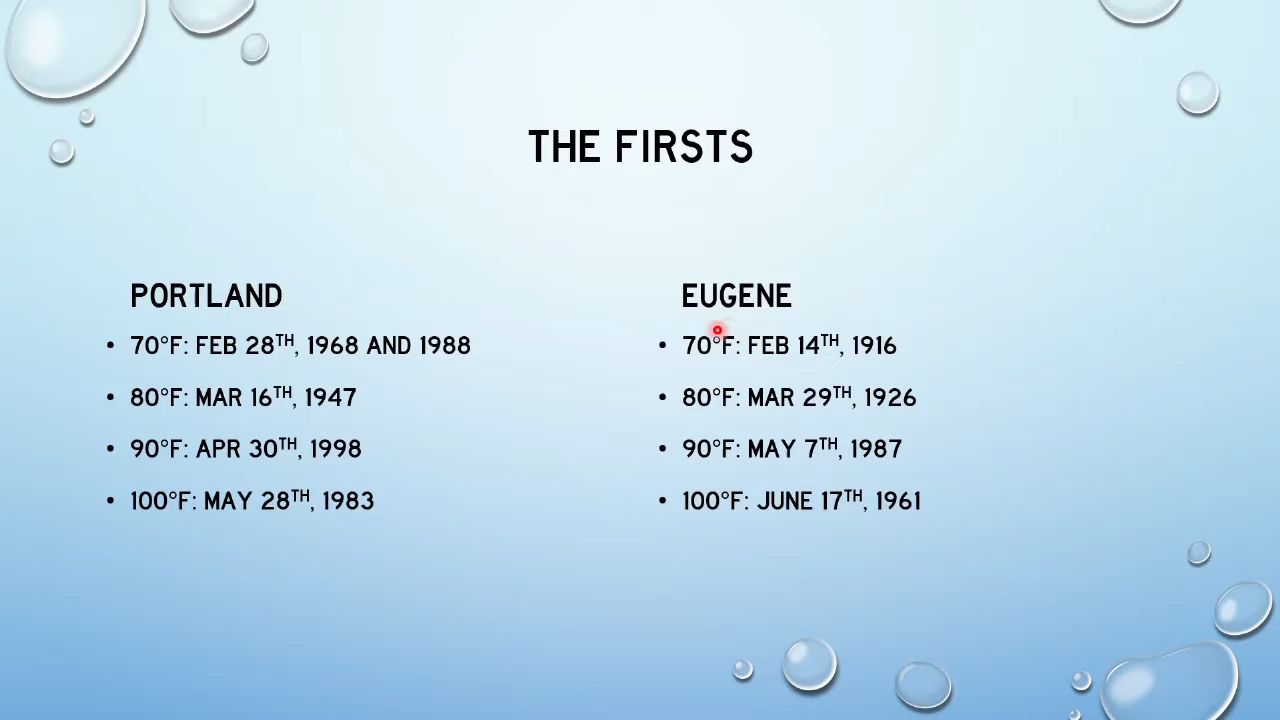 THE FIRSTS
PORTLAND
• 70°F: FEB 28TH, 1968 AND 1988
• 80°F: MAR 16TH, 1947
• 90°F: APR 30TH, 1998
• 100°F: MAY 28TH, 1983
EUGENE
• 70°F: FEB 14TH, 1916
• 80°F: MAR 29TH, 1926
• 90°F: MAY 7TH, 1987
• 100°F: JUNE 17TH, 1961